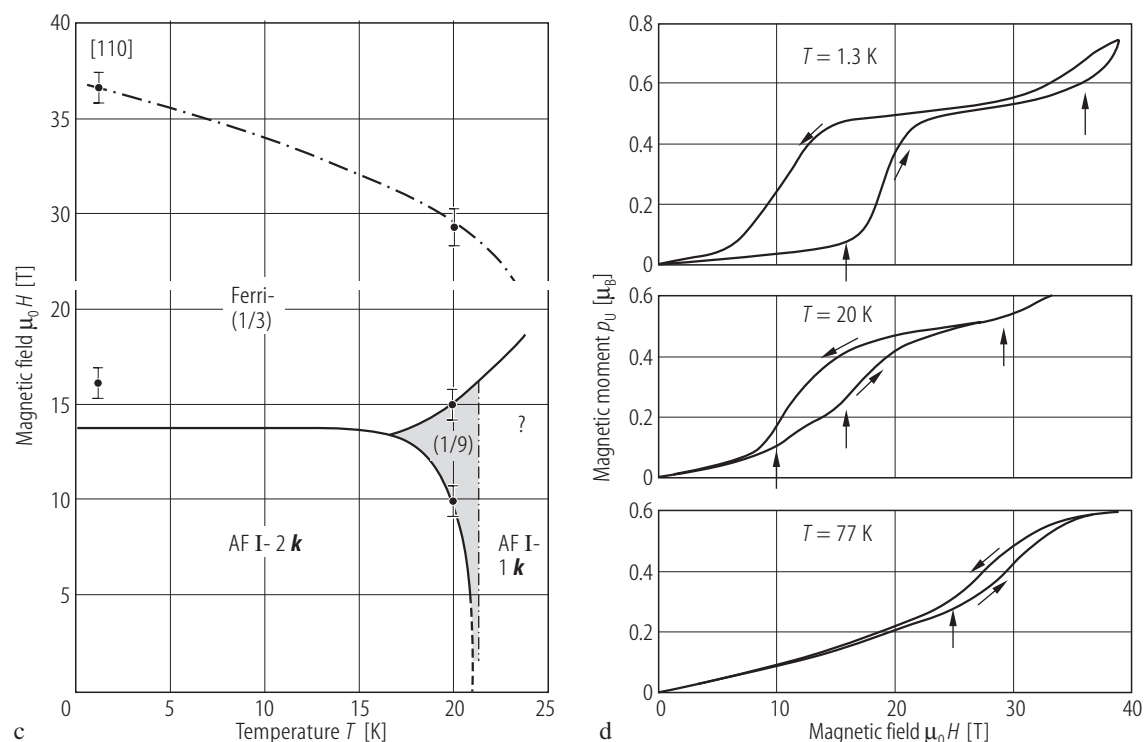 40
[110]
35
30
Magnetic field μ₀H [T]
Ferri-
(1/3)
20
15
(1/9)
?
10
AF I- 2 k
AF I-
1 k
5
0
5
10
15
20
25
Temperature T [K]
c
0.8
T = 1.3 K
0.6
0.4
0.2
0
Magnetic moment pU [μB]
0.6
T = 20 K
0.4
0.2
0
0.6
T = 77 K
0.4
0.2
0
0
10
20
30
40
Magnetic field μ₀H [T]
d